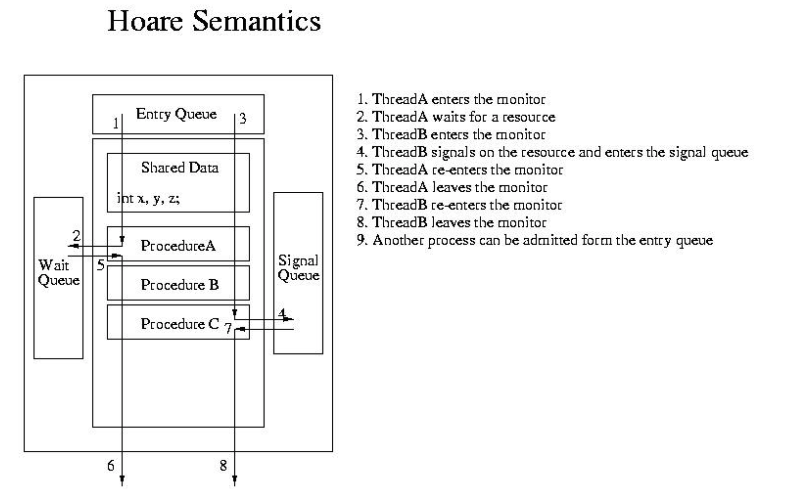 Hoare Semantics
1. ThreadA enters the monitor
2. ThreadA waits for a resource
3. ThreadB enters the monitor
4. ThreadB signals on the resource and enters the signal queue
5. ThreadA re-enters the monitor
6. ThreadA leaves the monitor
7. ThreadB re-enters the monitor
8. ThreadB leaves the monitor
9. Another process can be admitted form the entry queue
1 Entry Queue 3
Shared Data
int x, y, z;
2
ProcedureA
5
Wait
Queue
Signal
Queue
Procedure B
4
Procedure C 7
6
8